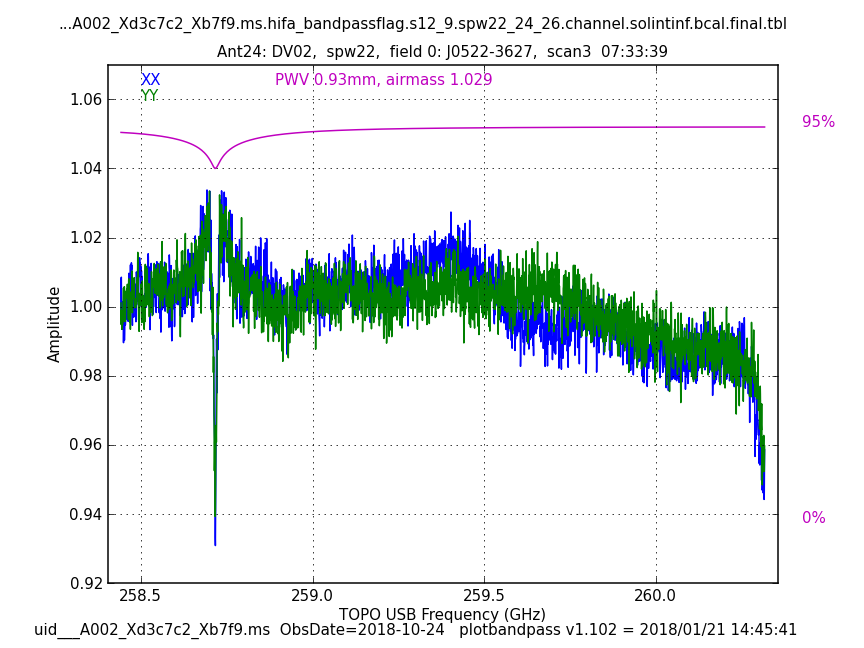 ...A002_Xd3c7c2_Xb7f9.ms.hifa_bandpassflag.s12_9.spw22_24_26.channel.solintinf.bcal.final.tbl
Ant24: DV02,  spw22,  field 0: J0522-3627,  scan3  07:33:39
XX
PWV 0.93mm, airmass 1.029
YY
1.06
95%
1.04
1.02
1.00
Amplitude
0.98
0.96
0.94
0%
0.92
258.5 259.0 259.5 260.0
TOPO USB Frequency (GHz)
uid___A002_Xd3c7c2_Xb7f9.ms  ObsDate=2018-10-24   plotbandpass v1.102 = 2018/01/21 14:45:41